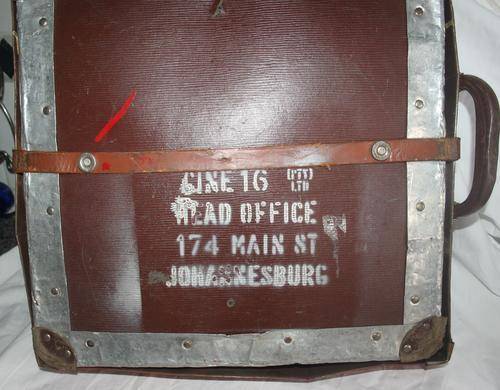 CINE 16 (PTY) LTD
HEAD OFFICE
174 MAIN ST
JOHANNESBURG